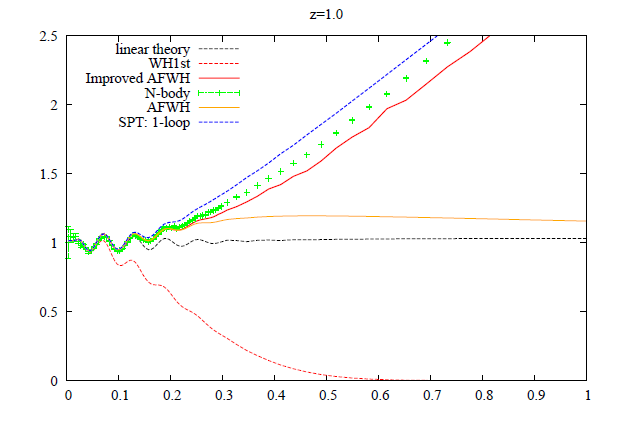 z=1.0
2.5
2
1.5
1
0.5
0
linear theory
WH1st
Improved AFWH
N-body
AFWH
SPT: 1-loop
0 0.1 0.2 0.3 0.4 0.5 0.6 0.7 0.8 0.9 1